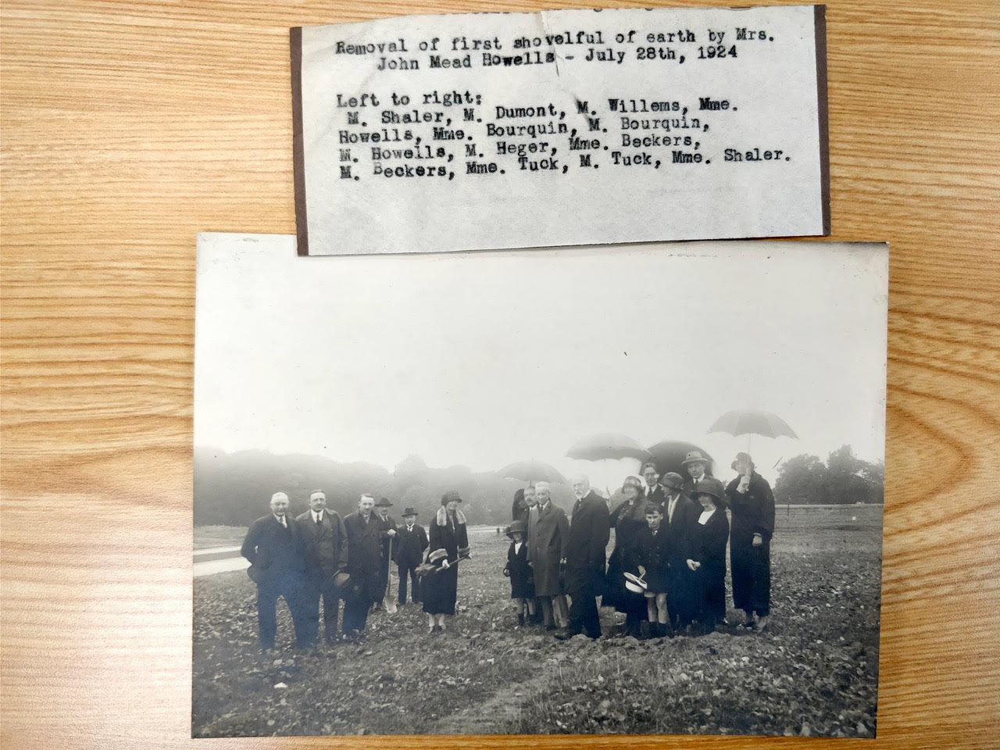 Removal of first shovelful of earth by Mrs.
John Mead Howells - July 28th, 1924
Left to right:
M. Shaler, M. Dumont, M. Willems, Mme.
Howells, Mme. Bourquin, M. Bourquin,
M. Howells, M. Heger, Mme. Beckers,
M. Beckers, Mme. Tuck, M. Tuck, Mme. Shaler.